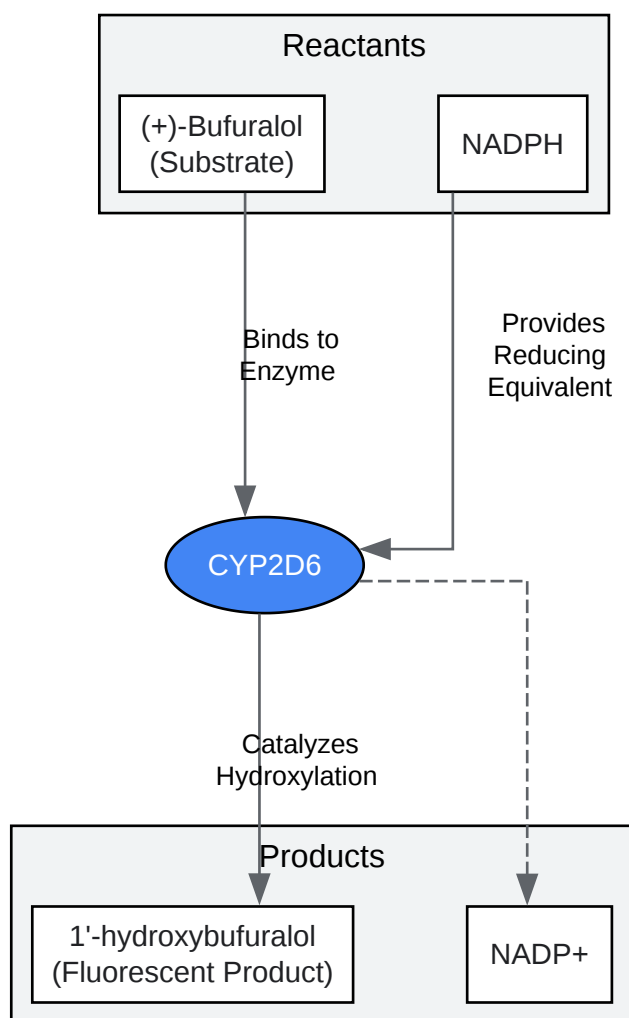 Reactants
(+)-Bufuralol
(Substrate)
NADPH
Binds to
Enzyme
Provides
Reducing
Equivalent
CYP2D6
Catalyzes
Hydroxylation
Products
1'-hydroxybufuralol
(Fluorescent Product)
NADP+